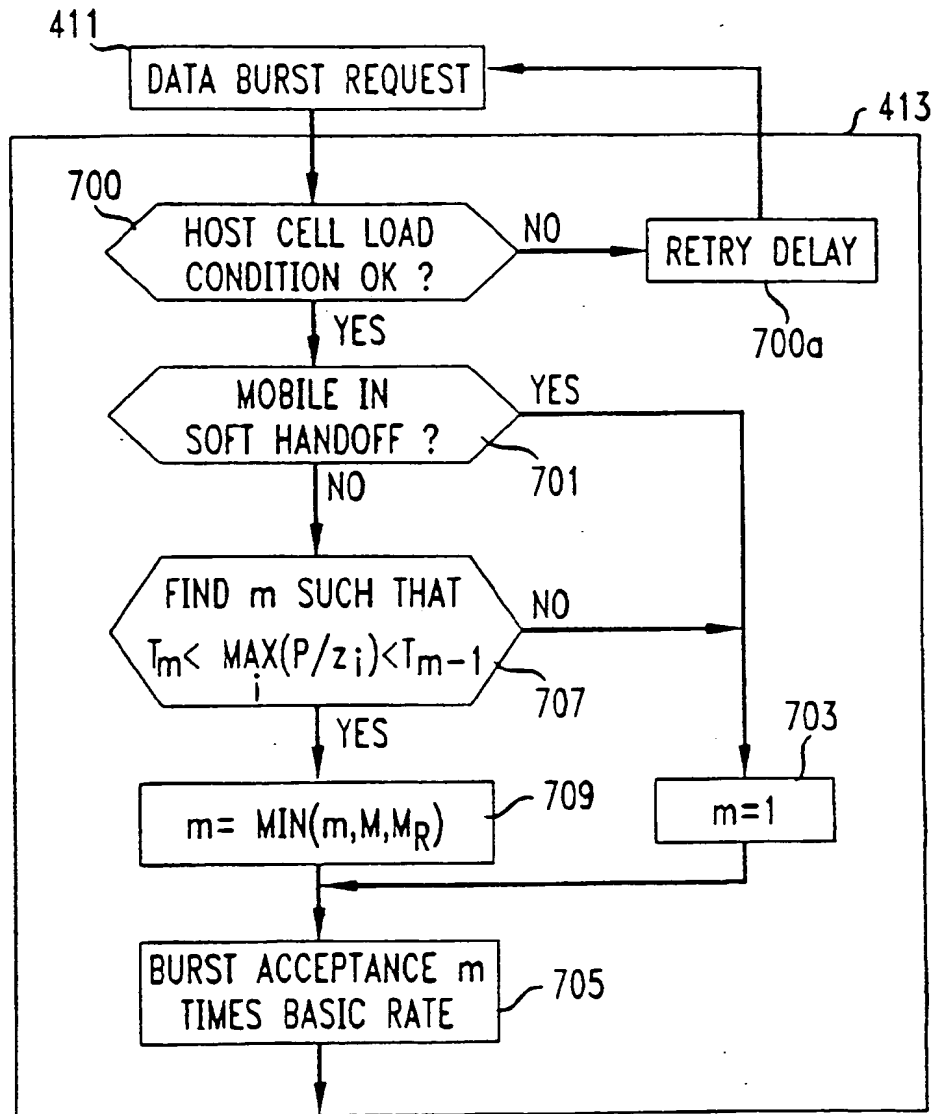 411
DATA BURST REQUEST
413
700
HOST CELL LOAD
CONDITION OK ?
NO
RETRY DELAY
700a
YES
MOBILE IN
SOFT HANDOFF ?
YES
701
NO
FIND m SUCH THAT
Tm< MAX(P/zi)<Tm-1
i
NO
707
YES
703
m= MIN(m,M,MR)
709
m=1
BURST ACCEPTANCE m
TIMES BASIC RATE
705